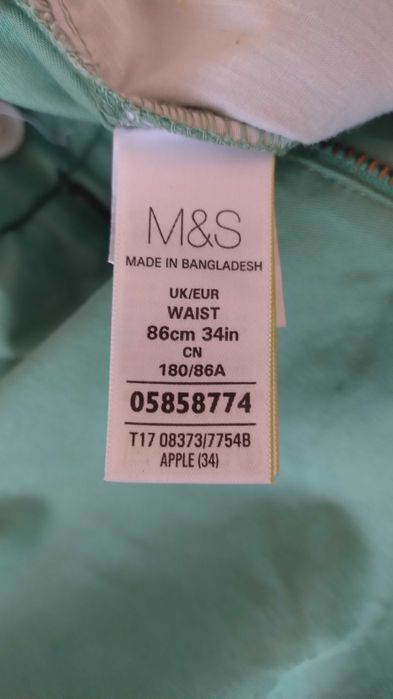 M&S
MADE IN BANGLADESH
UK/EUR
WAIST
86cm 34in
CN
180/86A
05858774
T17 08373/7754B
APPLE (34)